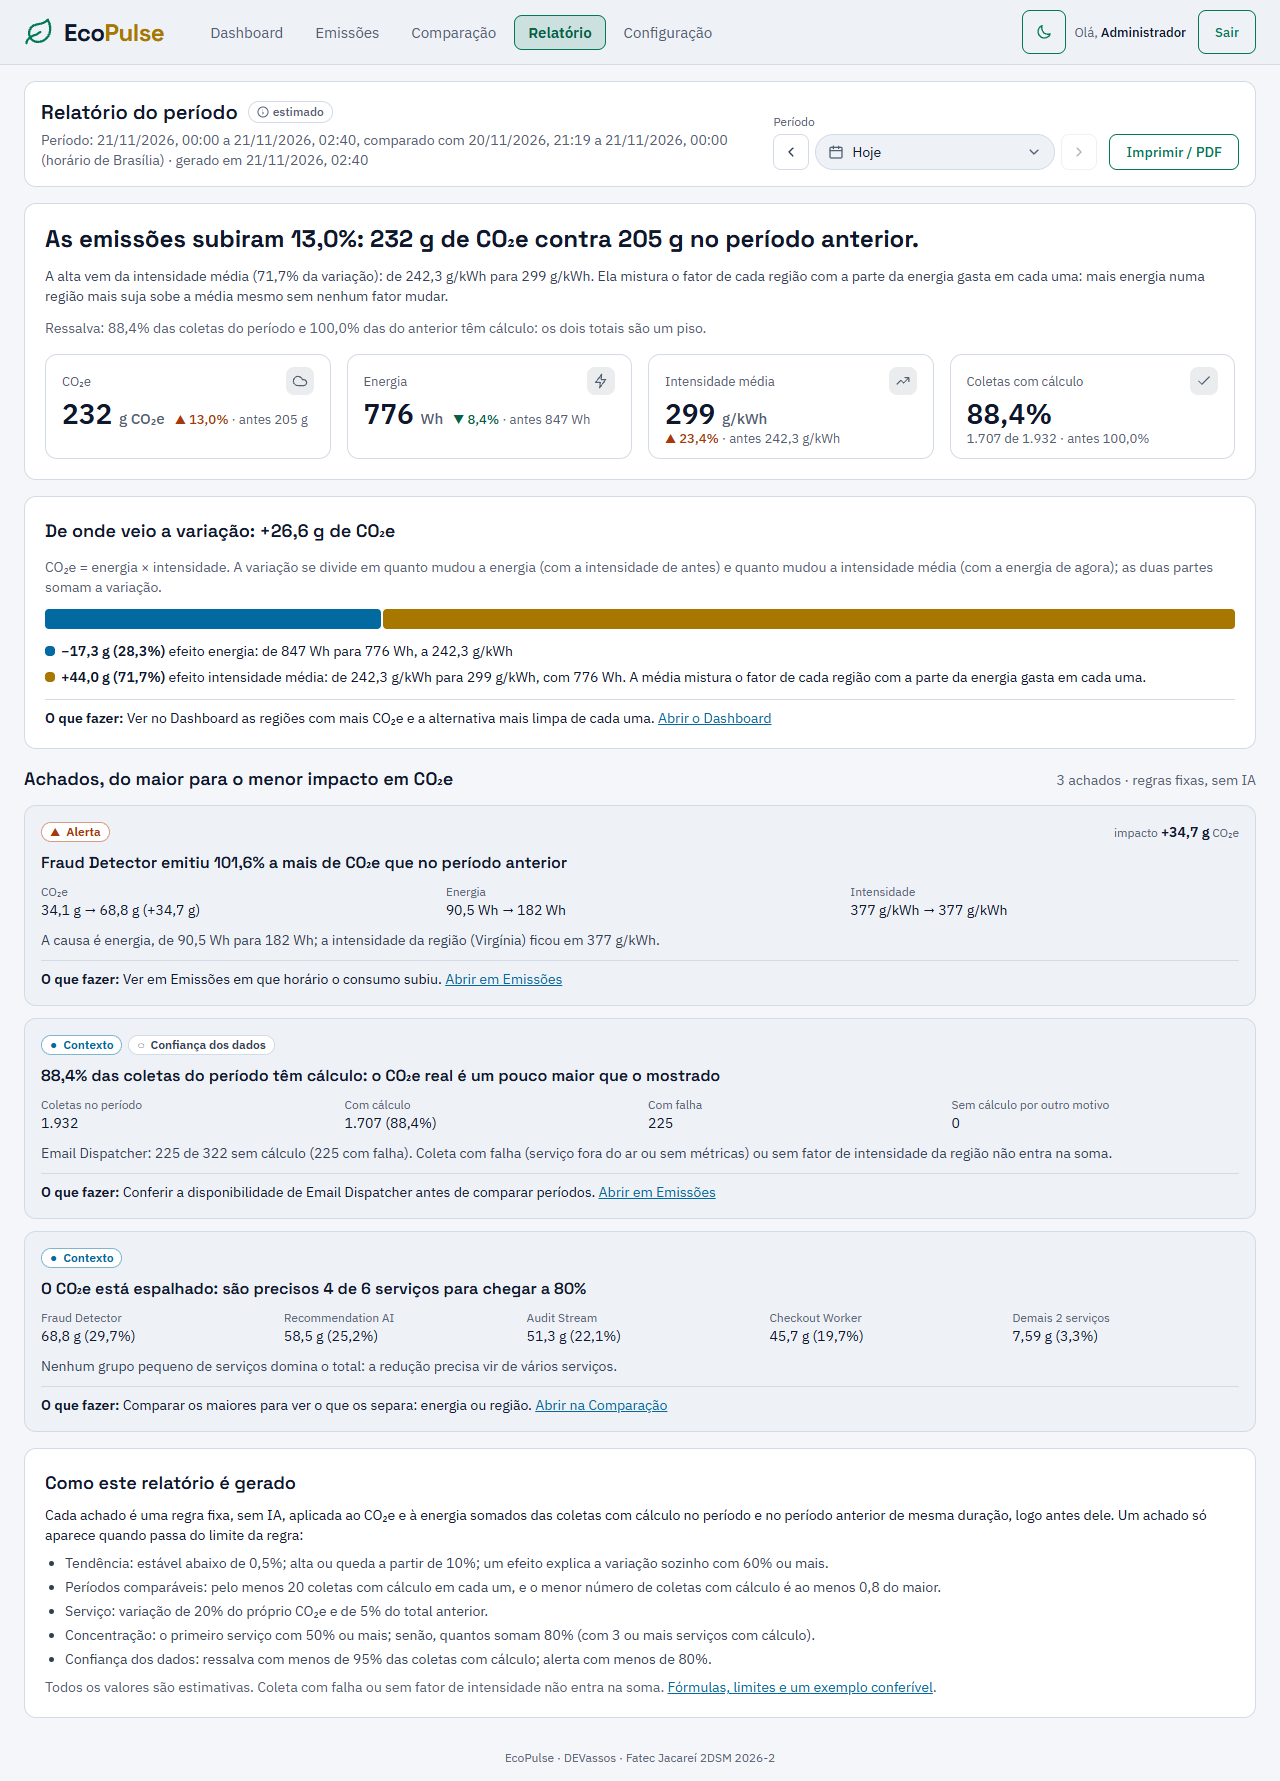 EcoPulse
Dashboard
Emissões
Comparação
Relatório
Configuração
Olá, Administrador
Sair
Relatório do período
estimado
Período: 21/11/2026, 00:00 a 21/11/2026, 02:40, comparado com 20/11/2026, 21:19 a 21/11/2026, 00:00
(horário de Brasília) · gerado em 21/11/2026, 02:40
Período
Hoje
Imprimir / PDF
As emissões subiram 13,0%: 232 g de CO₂e contra 205 g no período anterior.
A alta vem da intensidade média (71,7% da variação): de 242,3 g/kWh para 299 g/kWh. Ela mistura o fator de cada região com a parte da energia gasta em cada uma: mais energia numa
região mais suja sobe a média mesmo sem nenhum fator mudar.
Ressalva: 88,4% das coletas do período e 100,0% das do anterior têm cálculo: os dois totais são um piso.
CO₂e
232 g CO₂e ▲ 13,0% · antes 205 g
Energia
776 Wh ▼ 8,4% · antes 847 Wh
Intensidade média
299 g/kWh
▲ 23,4% · antes 242,3 g/kWh
Coletas com cálculo
88,4%
1.707 de 1.932 · antes 100,0%
De onde veio a variação: +26,6 g de CO₂e
CO₂e = energia × intensidade. A variação se divide em quanto mudou a energia (com a intensidade de antes) e quanto mudou a intensidade média (com a energia de agora); as duas partes
somam a variação.
−17,3 g (28,3%) efeito energia: de 847 Wh para 776 Wh, a 242,3 g/kWh
+44,0 g (71,7%) efeito intensidade média: de 242,3 g/kWh para 299 g/kWh, com 776 Wh. A média mistura o fator de cada região com a parte da energia gasta em cada uma.
O que fazer: Ver no Dashboard as regiões com mais CO₂e e a alternativa mais limpa de cada uma. Abrir o Dashboard
Achados, do maior para o menor impacto em CO₂e
3 achados · regras fixas, sem IA
▲ Alerta
impacto +34,7 g CO₂e
Fraud Detector emitiu 101,6% a mais de CO₂e que no período anterior
CO₂e
34,1 g → 68,8 g (+34,7 g)
Energia
90,5 Wh → 182 Wh
Intensidade
377 g/kWh → 377 g/kWh
A causa é energia, de 90,5 Wh para 182 Wh; a intensidade da região (Virgínia) ficou em 377 g/kWh.
O que fazer: Ver em Emissões em que horário o consumo subiu. Abrir em Emissões
● Contexto
○ Confiança dos dados
88,4% das coletas do período têm cálculo: o CO₂e real é um pouco maior que o mostrado
Coletas no período
1.932
Com cálculo
1.707 (88,4%)
Com falha
225
Sem cálculo por outro motivo
0
Email Dispatcher: 225 de 322 sem cálculo (225 com falha). Coleta com falha (serviço fora do ar ou sem métricas) ou sem fator de intensidade da região não entra na soma.
O que fazer: Conferir a disponibilidade de Email Dispatcher antes de comparar períodos. Abrir em Emissões
● Contexto
O CO₂e está espalhado: são precisos 4 de 6 serviços para chegar a 80%
Fraud Detector
68,8 g (29,7%)
Recommendation AI
58,5 g (25,2%)
Audit Stream
51,3 g (22,1%)
Checkout Worker
45,7 g (19,7%)
Demais 2 serviços
7,59 g (3,3%)
Nenhum grupo pequeno de serviços domina o total: a redução precisa vir de vários serviços.
O que fazer: Comparar os maiores para ver o que os separa: energia ou região. Abrir na Comparação
Como este relatório é gerado
Cada achado é uma regra fixa, sem IA, aplicada ao CO₂e e à energia somados das coletas com cálculo no período e no período anterior de mesma duração, logo antes dele. Um achado só
aparece quando passa do limite da regra:
• Tendência: estável abaixo de 0,5%; alta ou queda a partir de 10%; um efeito explica a variação sozinho com 60% ou mais.
• Períodos comparáveis: pelo menos 20 coletas com cálculo em cada um, e o menor número de coletas com cálculo é ao menos 0,8 do maior.
• Serviço: variação de 20% do próprio CO₂e e de 5% do total anterior.
• Concentração: o primeiro serviço com 50% ou mais; senão, quantos somam 80% (com 3 ou mais serviços com cálculo).
• Confiança dos dados: ressalva com menos de 95% das coletas com cálculo; alerta com menos de 80%.
Todos os valores são estimativas. Coleta com falha ou sem fator de intensidade não entra na soma. Fórmulas, limites e um exemplo conferível.
EcoPulse · DEVassos · Fatec Jacareí 2DSM 2026-2